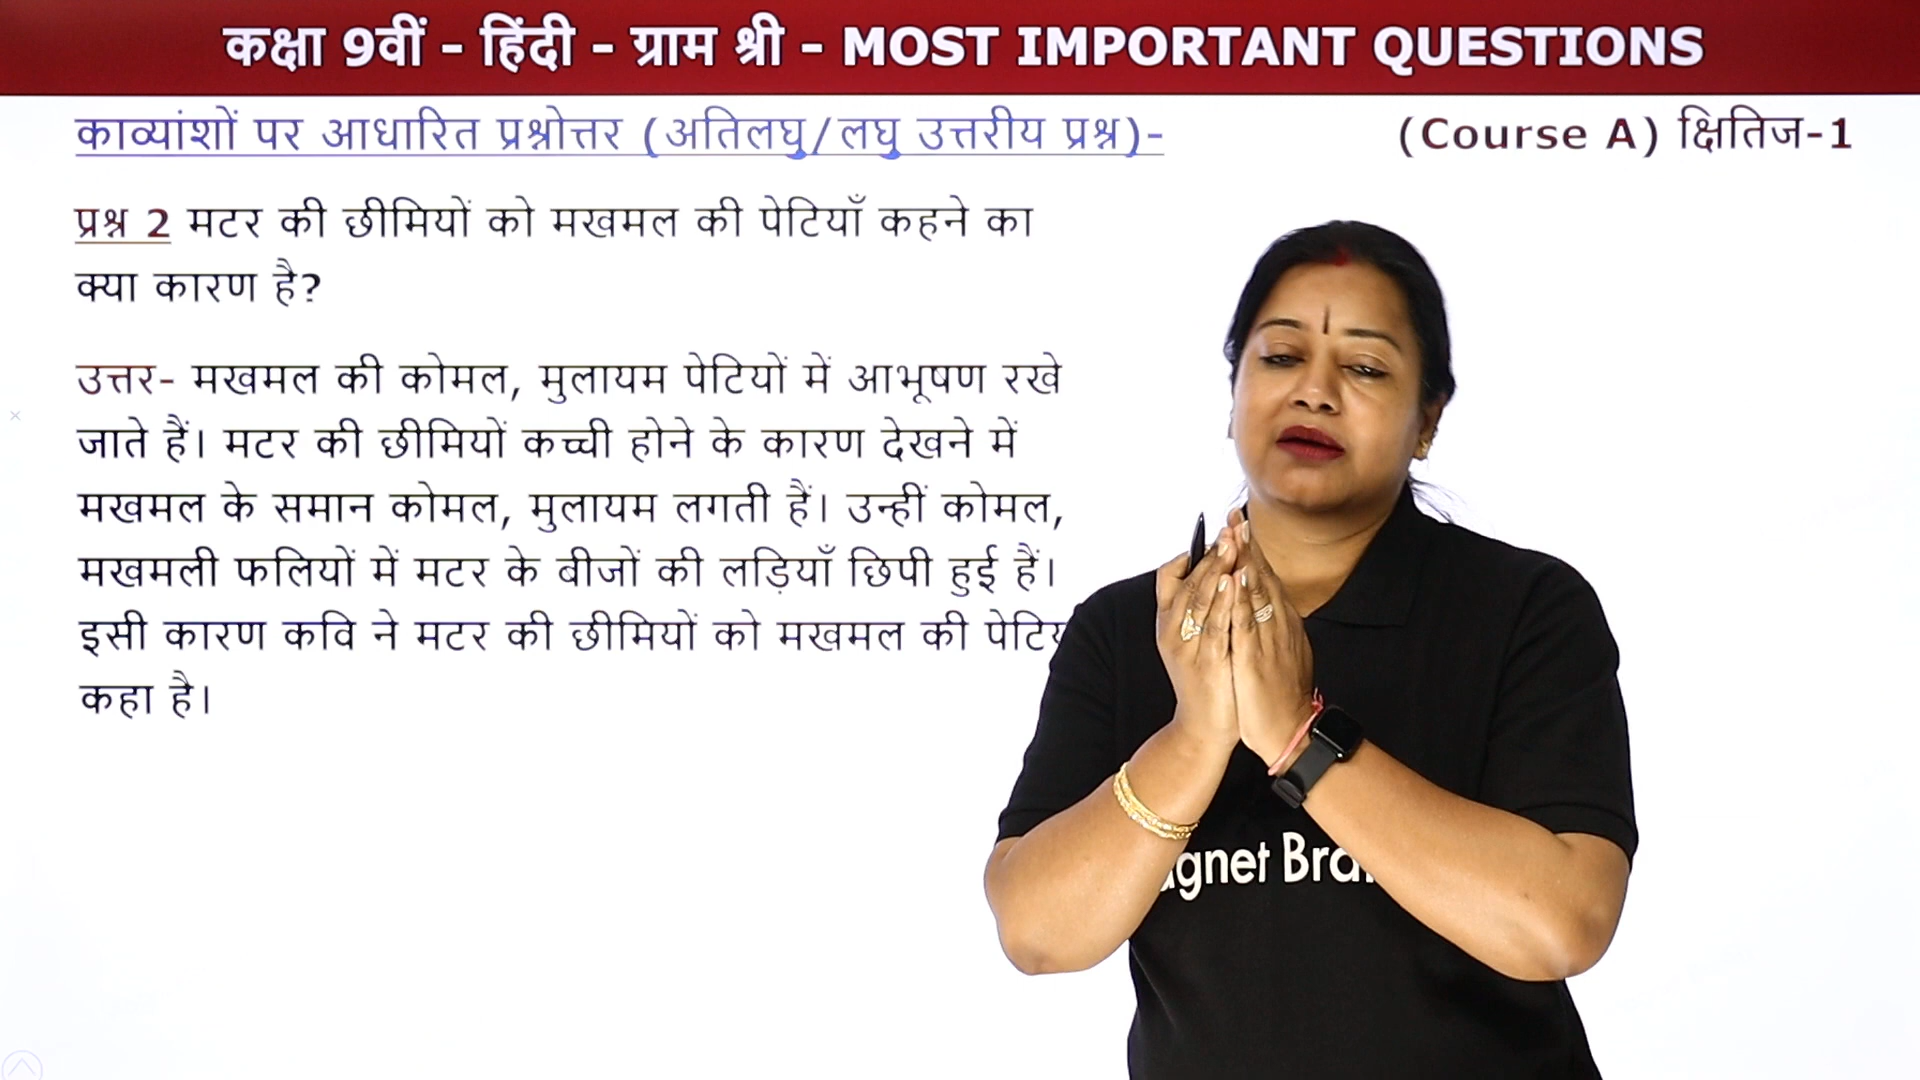 कक्षा 9वीं - हिंदी - ग्राम श्री - MOST IMPORTANT QUESTIONS
काव्यांशों पर आधारित प्रश्नोत्तर (अतिलघु/लघु उत्तरीय प्रश्न)-
(Course A) क्षितिज-1
प्रश्न 2 मटर की छीमियों को मखमल की पेटियाँ कहने का
क्या कारण है?
उत्तर- मखमल की कोमल, मुलायम पेटियों में आभूषण रखे
जाते हैं। मटर की छीमियों कच्ची होने के कारण देखने में
मखमल के समान कोमल, मुलायम लगती हैं। उन्हीं कोमल,
मखमली फलियों में मटर के बीजों की लड़ियाँ छिपी हुई हैं।
इसी कारण कवि ने मटर की छीमियों को मखमल की
कहा है।